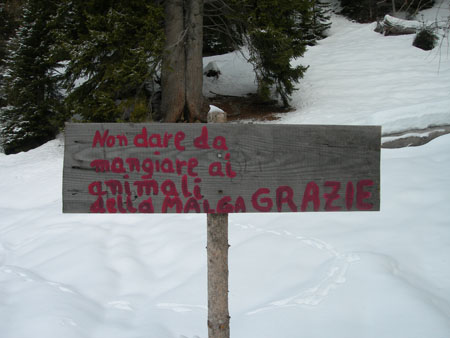 Non dare da
mangiare ai
animali
della MALGA GRAZIE